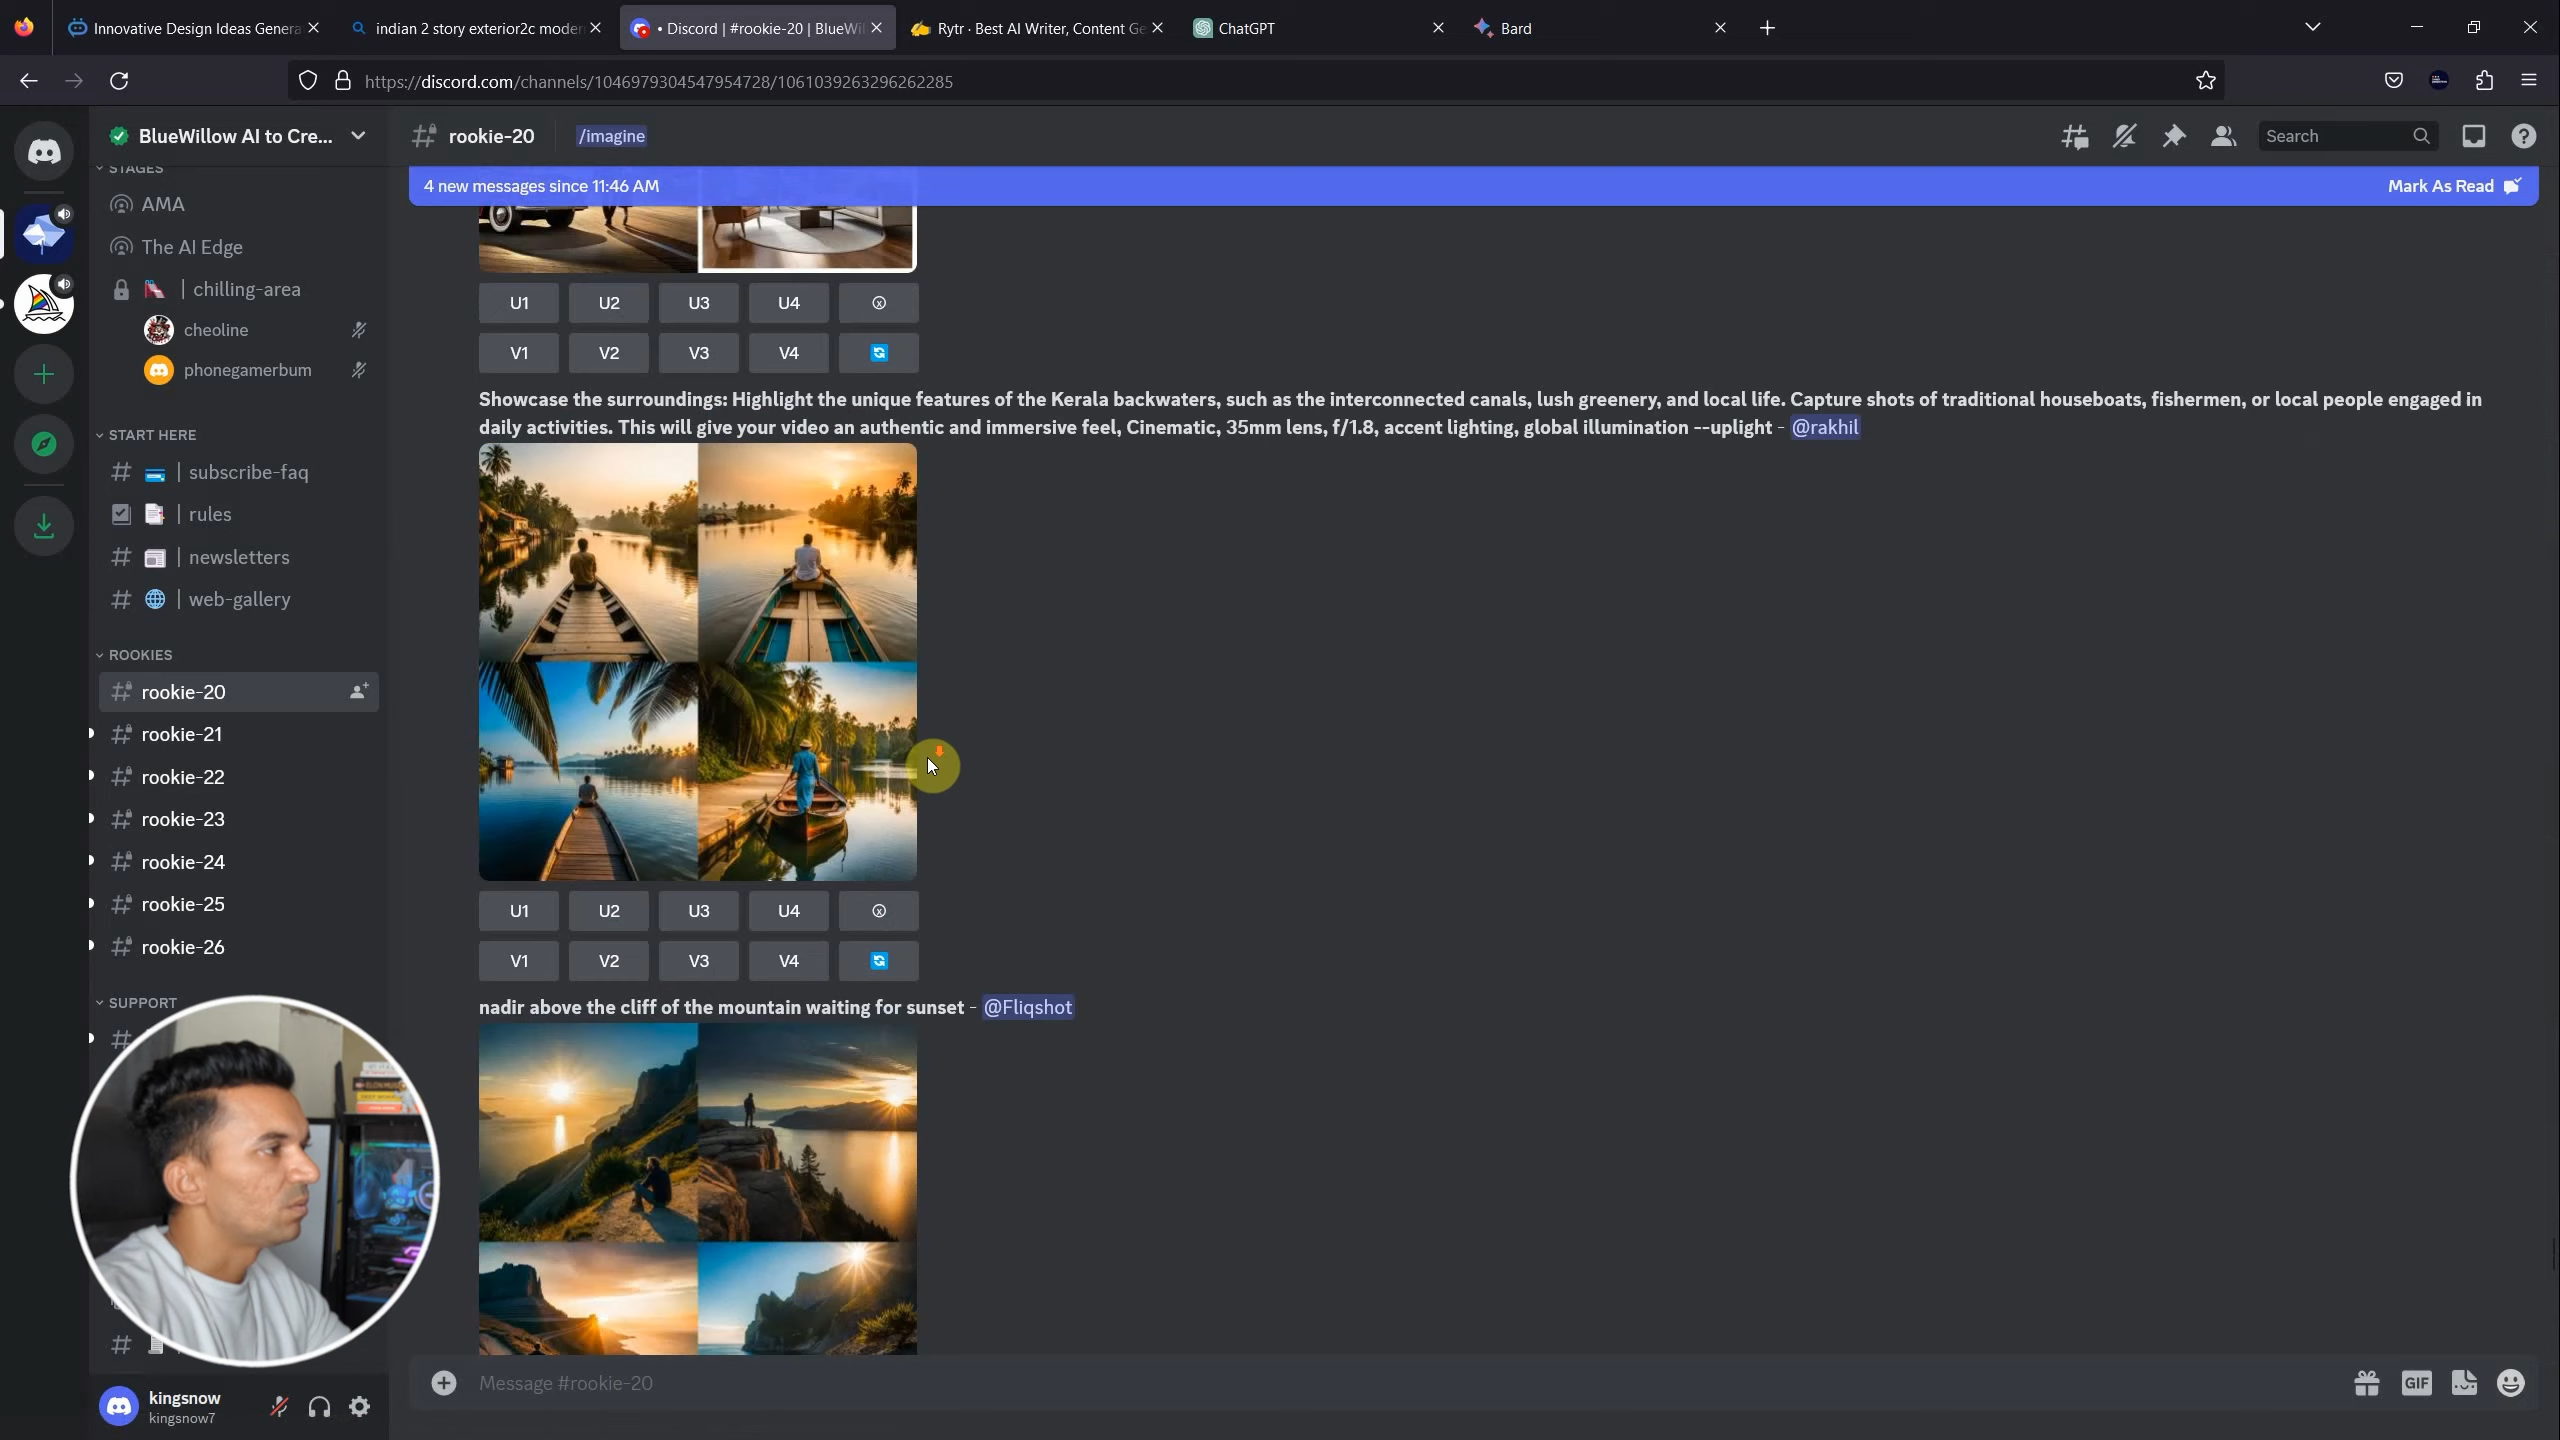 Innovative Design Ideas Genera
indian 2 story exterior2c moder
• Discord | #rookie-20 | BlueWil
Rytr · Best AI Writer, Content Ge
ChatGPT
Bard
https://discord.com/channels/1046979304547954728/1061039263296262285
BlueWillow AI to Cre...
rookie-20
/imagine
Search
STAGES
4 new messages since 11:46 AM
Mark As Read
AMA
The AI Edge
| chilling-area
cheoline
phonegamerbum
U1 U2 U3 U4
V1 V2 V3 V4
Showcase the surroundings: Highlight the unique features of the Kerala backwaters, such as the interconnected canals, lush greenery, and local life. Capture shots of traditional houseboats, fishermen, or local people engaged in
daily activities. This will give your video an authentic and immersive feel, Cinematic, 35mm lens, f/1.8, accent lighting, global illumination --uplight - @rakhil
START HERE
| subscribe-faq
| rules
| newsletters
| web-gallery
ROOKIES
rookie-20
rookie-21
rookie-22
rookie-23
rookie-24
rookie-25
rookie-26
SUPPORT
U1 U2 U3 U4
V1 V2 V3 V4
nadir above the cliff of the mountain waiting for sunset - @Fliqshot
Message #rookie-20
GIF
kingsnow
kingsnow7